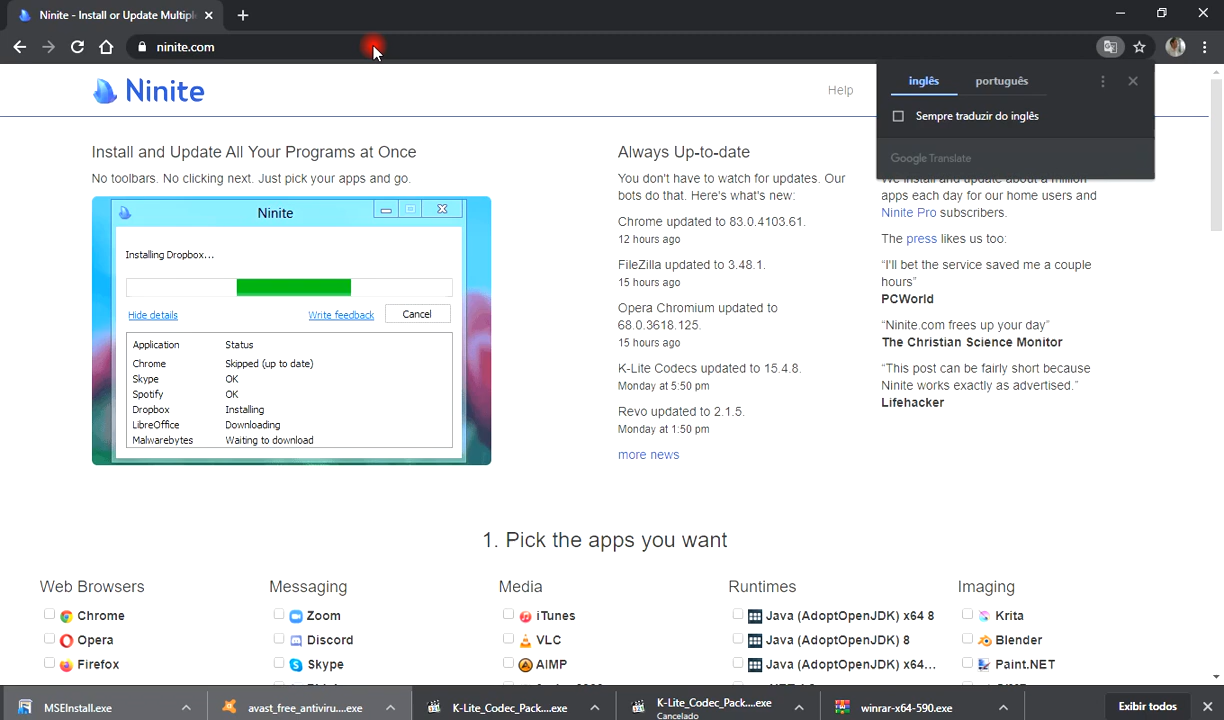 Ninite - Install or Update Multipl
ninite.com
Ninite
Help
inglês português
Sempre traduzir do inglês
Google Translate
Install and Update All Your Programs at Once
No toolbars. No clicking next. Just pick your apps and go.
Ninite
Installing Dropbox...
Hide details
Write feedback
Cancel
Application Status
Chrome Skipped (up to date)
Skype OK
Spotify OK
Dropbox Installing
LibreOffice Downloading
Malwarebytes Waiting to download
Always Up-to-date
You don't have to watch for updates. Our
bots do that. Here's what's new:
Chrome updated to 83.0.4103.61.
12 hours ago
FileZilla updated to 3.48.1.
15 hours ago
Opera Chromium updated to
68.0.3618.125.
15 hours ago
K-Lite Codecs updated to 15.4.8.
Monday at 5:50 pm
Revo updated to 2.1.5.
Monday at 1:50 pm
more news
We install and update about a million
apps each day for our home users and
Ninite Pro subscribers.
The press likes us too:
"I'll bet the service saved me a couple
hours"
PCWorld
"Ninite.com frees up your day"
The Christian Science Monitor
"This post can be fairly short because
Ninite works exactly as advertised."
Lifehacker
1. Pick the apps you want
Web Browsers
Chrome
Opera
Firefox
Messaging
Zoom
Discord
Skype
Media
iTunes
VLC
AIMP
Runtimes
Java (AdoptOpenJDK) x64 8
Java (AdoptOpenJDK) 8
Java (AdoptOpenJDK) x64...
Imaging
Krita
Blender
Paint.NET
MSEInstall.exe
avast_free_antiviru....exe
K-Lite_Codec_Pack....exe
K-Lite_Codec_Pack....exe
Cancelado
winrar-x64-590.exe
Exibir todos